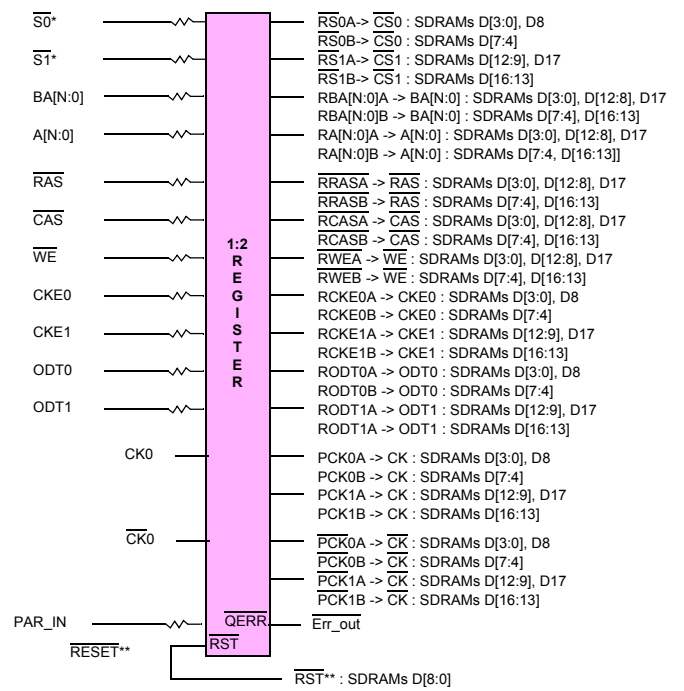 S0*
RS0A-> CS0 : SDRAMs D[3:0], D8
RS0B-> CS0 : SDRAMs D[7:4]
S1*
RS1A-> CS1 : SDRAMs D[12:9], D17
RS1B-> CS1 : SDRAMs D[16:13]
BA[N:0]
RBA[N:0]A -> BA[N:0] : SDRAMs D[3:0], D[12:8], D17
RBA[N:0]B -> BA[N:0] : SDRAMs D[7:4], D[16:13]
A[N:0]
RA[N:0]A -> A[N:0] : SDRAMs D[3:0], D[12:8], D17
RA[N:0]B -> A[N:0] : SDRAMs D[7:4, D[16:13]]
RAS
RRASA -> RAS : SDRAMs D[3:0], D[12:8], D17
RRASB -> RAS : SDRAMs D[7:4], D[16:13]
CAS
RCASA -> CAS : SDRAMs D[3:0], D[12:8], D17
RCASB -> CAS : SDRAMs D[7:4], D[16:13]
WE
RWEA -> WE : SDRAMs D[3:0], D[12:8], D17
RWEB -> WE : SDRAMs D[7:4], D[16:13]
CKE0
RCKE0A -> CKE0 : SDRAMs D[3:0], D8
RCKE0B -> CKE0 : SDRAMs D[7:4]
CKE1
RCKE1A -> CKE1 : SDRAMs D[12:9], D17
RCKE1B -> CKE1 : SDRAMs D[16:13]
ODT0
RODT0A -> ODT0 : SDRAMs D[3:0], D8
RODT0B -> ODT0 : SDRAMs D[7:4]
ODT1
RODT1A -> ODT1 : SDRAMs D[12:9], D17
RODT1A -> ODT1 : SDRAMs D[16:13]
1:2
R
E
G
I
S
T
E
R
CK0
PCK0A -> CK : SDRAMs D[3:0], D8
PCK0B -> CK : SDRAMs D[7:4]
PCK1A -> CK : SDRAMs D[12:9], D17
PCK1B -> CK : SDRAMs D[16:13]
CK0
PCK0A -> CK : SDRAMs D[3:0], D8
PCK0B -> CK : SDRAMs D[7:4]
PCK1A -> CK : SDRAMs D[12:9], D17
PCK1B -> CK : SDRAMs D[16:13]
PAR_IN
QERR
Err_out
RESET**
RST
RST** : SDRAMs D[8:0]